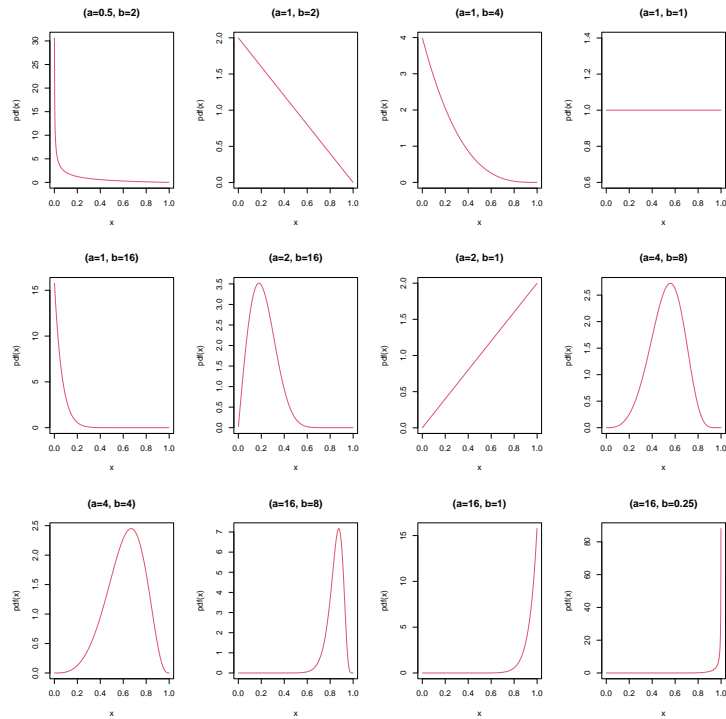 (a=0.5, b=2)
pdf(x)
0 5 10 15 20 25 30
0.0 0.2 0.4 0.6 0.8 1.0
x
(a=1, b=2)
pdf(x)
0.0 0.5 1.0 1.5 2.0
0.0 0.2 0.4 0.6 0.8 1.0
x
(a=1, b=4)
pdf(x)
0 1 2 3 4
0.0 0.2 0.4 0.6 0.8 1.0
x
(a=1, b=1)
pdf(x)
0.6 0.8 1.0 1.2 1.4
0.0 0.2 0.4 0.6 0.8 1.0
x
(a=1, b=16)
pdf(x)
0 5 10 15
0.0 0.2 0.4 0.6 0.8 1.0
x
(a=2, b=16)
pdf(x)
0.0 0.5 1.0 1.5 2.0 2.5 3.0 3.5
0.0 0.2 0.4 0.6 0.8 1.0
x
(a=2, b=1)
pdf(x)
0.0 0.5 1.0 1.5 2.0
0.0 0.2 0.4 0.6 0.8 1.0
x
(a=4, b=8)
pdf(x)
0.0 0.5 1.0 1.5 2.0 2.5
0.0 0.2 0.4 0.6 0.8 1.0
x
(a=4, b=4)
pdf(x)
0.0 0.5 1.0 1.5 2.0 2.5
0.0 0.2 0.4 0.6 0.8 1.0
x
(a=16, b=8)
pdf(x)
0 1 2 3 4 5 6 7
0.0 0.2 0.4 0.6 0.8 1.0
x
(a=16, b=1)
pdf(x)
0 5 10 15
0.0 0.2 0.4 0.6 0.8 1.0
x
(a=16, b=0.25)
pdf(x)
0 20 40 60 80
0.0 0.2 0.4 0.6 0.8 1.0
x